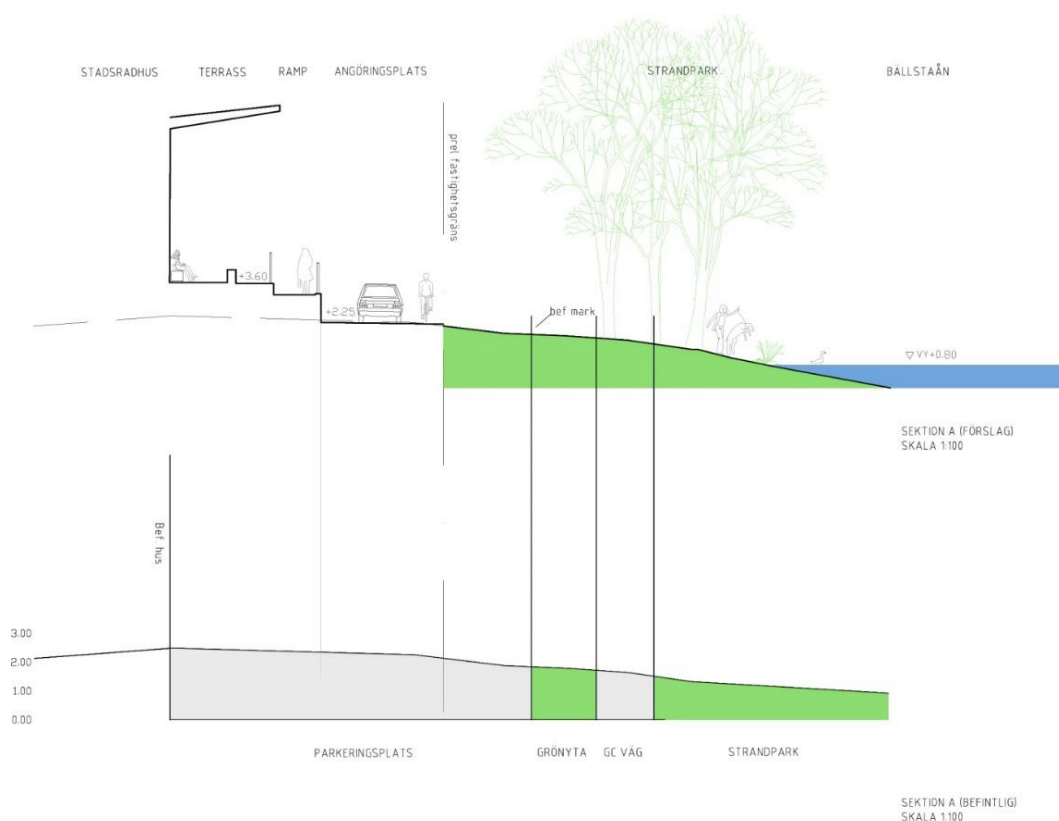 STADSRADHUS
TERRASS
RAMP
ANGÖRINGSPLATS
STRANDPARK
BÄLLSTAÅN
prel fastighetsgräns
+3.60
+2.25
bef mark
VY+0.80
SEKTION A (FÖRSLAG)
SKALA 1:100
Bef. hus
3.00
2.00
1.00
0.00
PARKERINGSPLATS
GRÖNYTA
GC VÄG
STRANDPARK
SEKTION A (BEFINTLIG)
SKALA 1:100